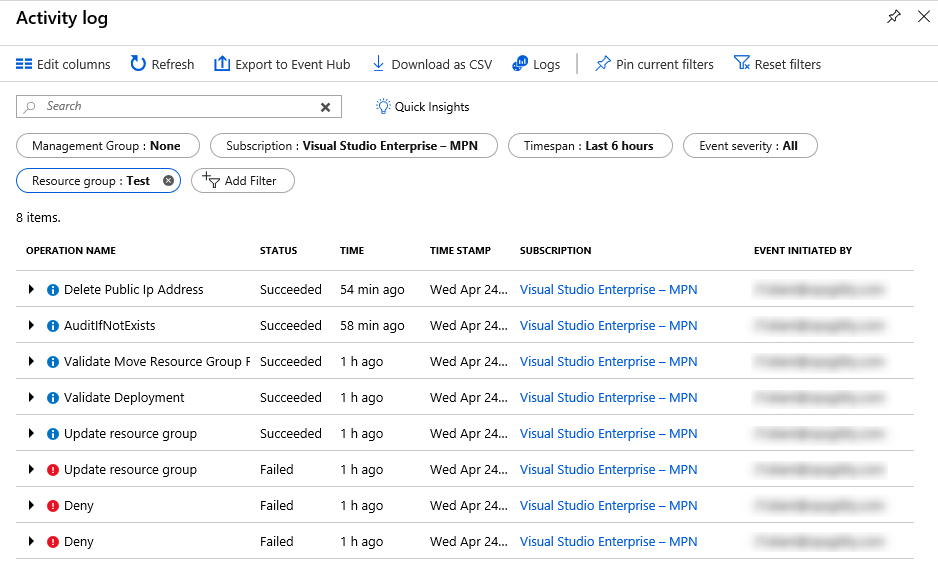 Activity log
Edit columns Refresh Export to Event Hub Download as CSV Logs Pin current filters Reset filters
Search Quick Insights
Management Group : None Subscription : Visual Studio Enterprise – MPN Timespan : Last 6 hours Event severity : All
Resource group : Test Add Filter
8 items.
OPERATION NAME STATUS TIME TIME STAMP SUBSCRIPTION EVENT INITIATED BY
Delete Public Ip Address Succeeded 54 min ago Wed Apr 24... Visual Studio Enterprise – MPN
AuditIfNotExists Succeeded 58 min ago Wed Apr 24... Visual Studio Enterprise – MPN
Validate Move Resource Group Succeeded 1 h ago Wed Apr 24... Visual Studio Enterprise – MPN
Validate Deployment Succeeded 1 h ago Wed Apr 24... Visual Studio Enterprise – MPN
Update resource group Succeeded 1 h ago Wed Apr 24... Visual Studio Enterprise – MPN
Update resource group Failed 1 h ago Wed Apr 24... Visual Studio Enterprise – MPN
Deny Failed 1 h ago Wed Apr 24... Visual Studio Enterprise – MPN
Deny Failed 1 h ago Wed Apr 24... Visual Studio Enterprise – MPN